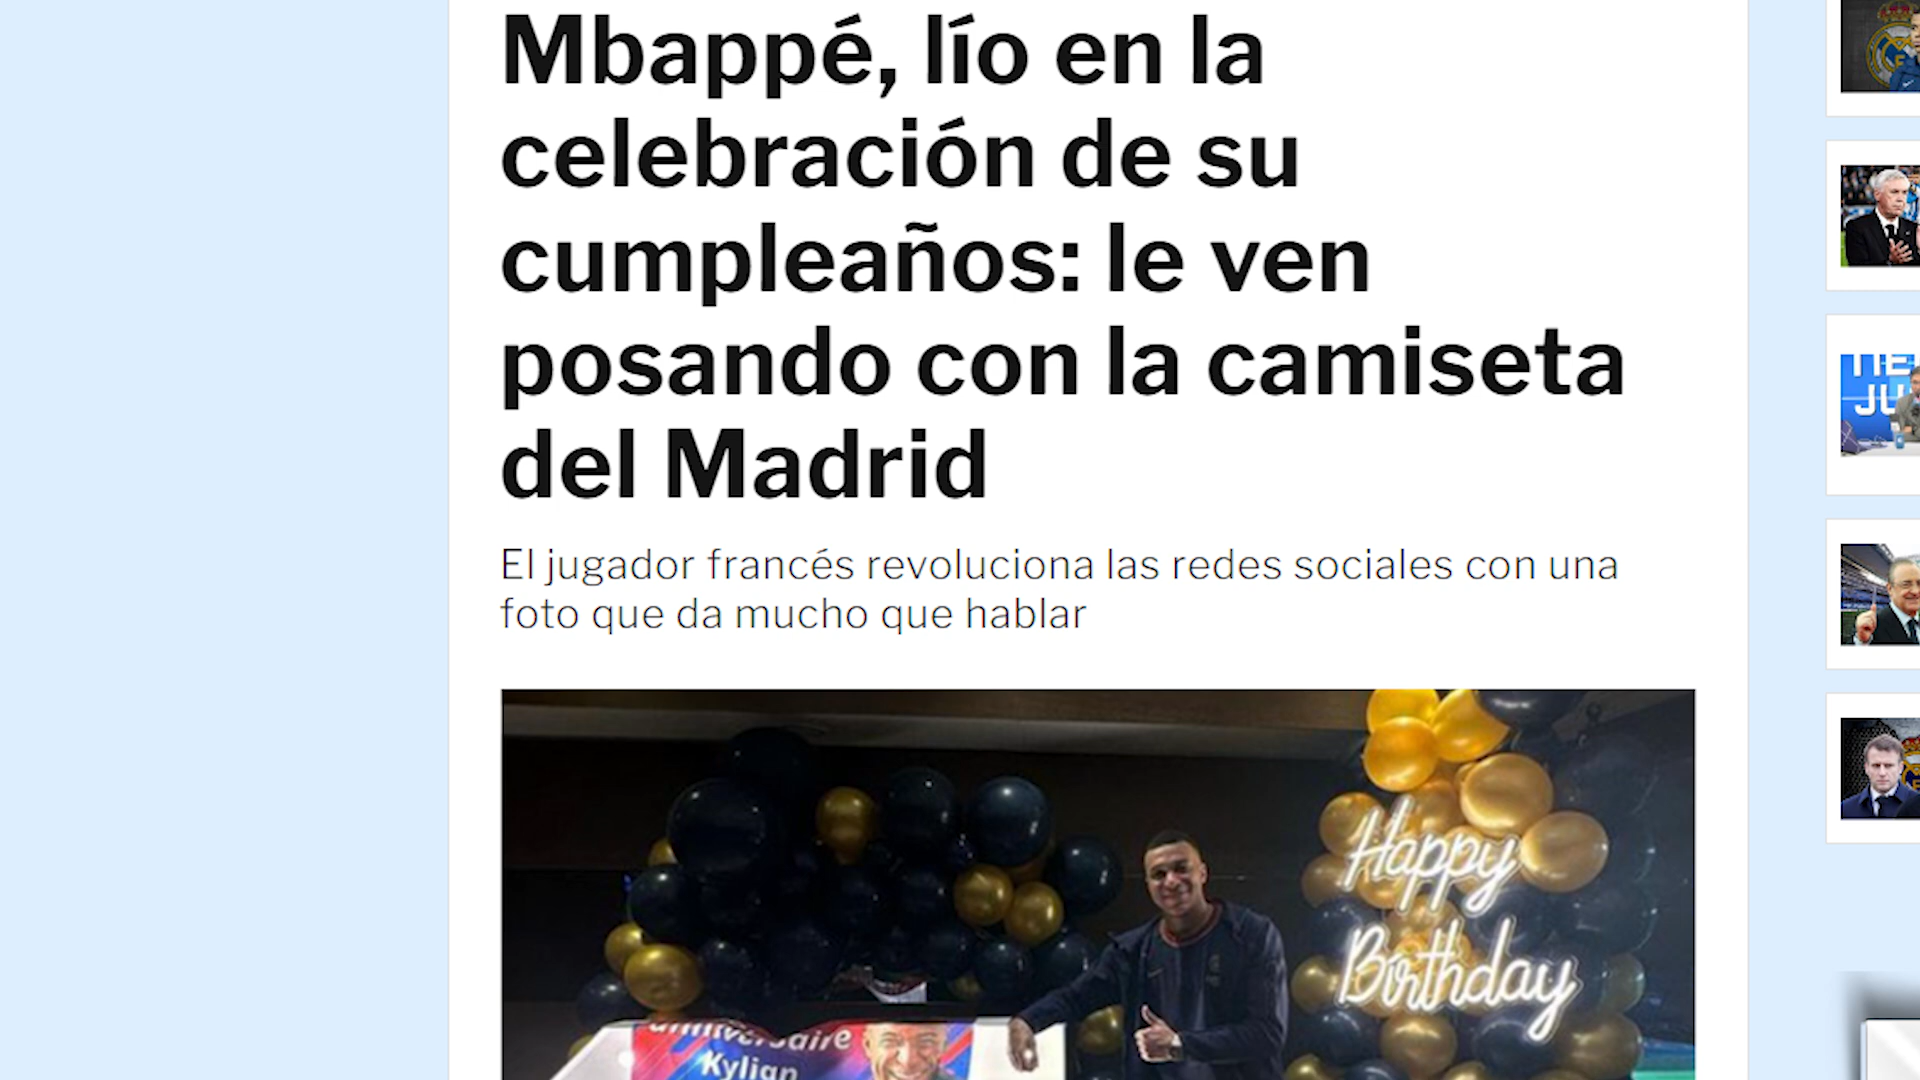 Mbappé, lío en la
celebración de su
cumpleaños: le ven
posando con la camiseta
del Madrid
El jugador francés revoluciona las redes sociales con una
foto que da mucho que hablar
Happy
Birthday
anniversaire
Kylian